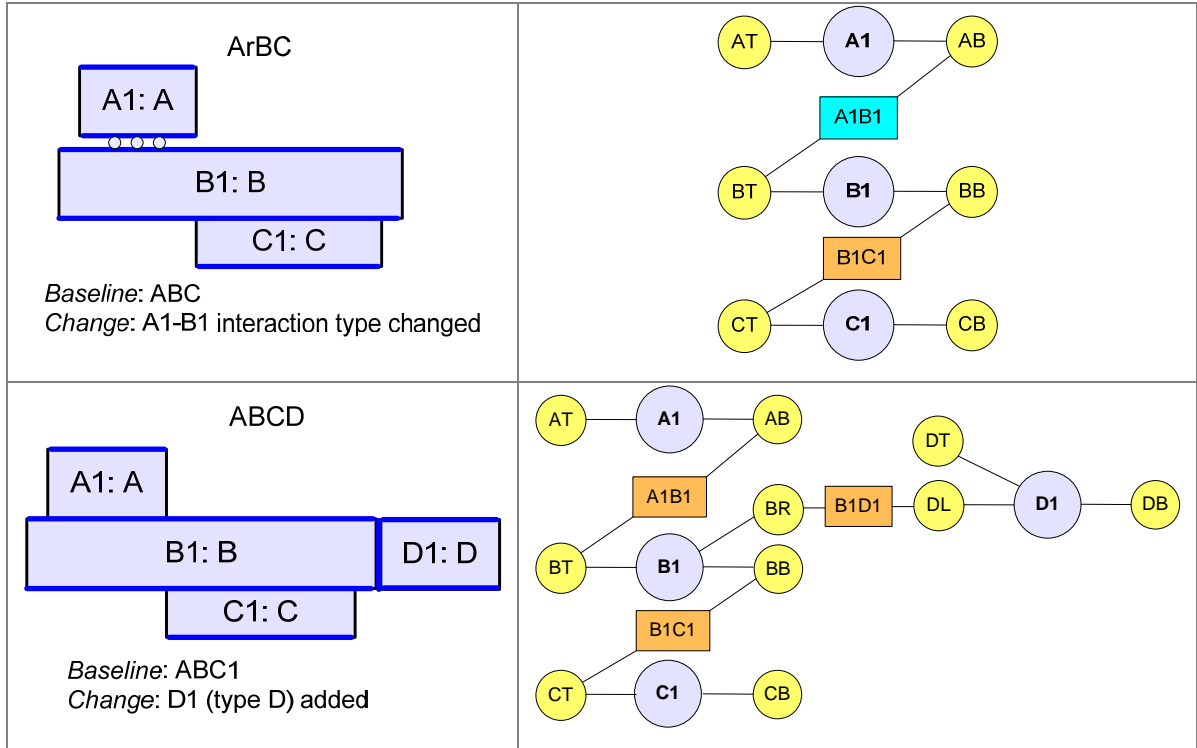 ArBC
A1: A
B1: B
C1: C
Baseline: ABC
Change: A1-B1 interaction type changed
AT
A1
AB
A1B1
BT
B1
BB
B1C1
CT
C1
CB
ABCD
A1: A
B1: B
D1: D
C1: C
Baseline: ABC1
Change: D1 (type D) added
AT
A1
AB
DT
A1B1
BR
B1D1
DL
D1
DB
BT
B1
BB
B1C1
CT
C1
CB